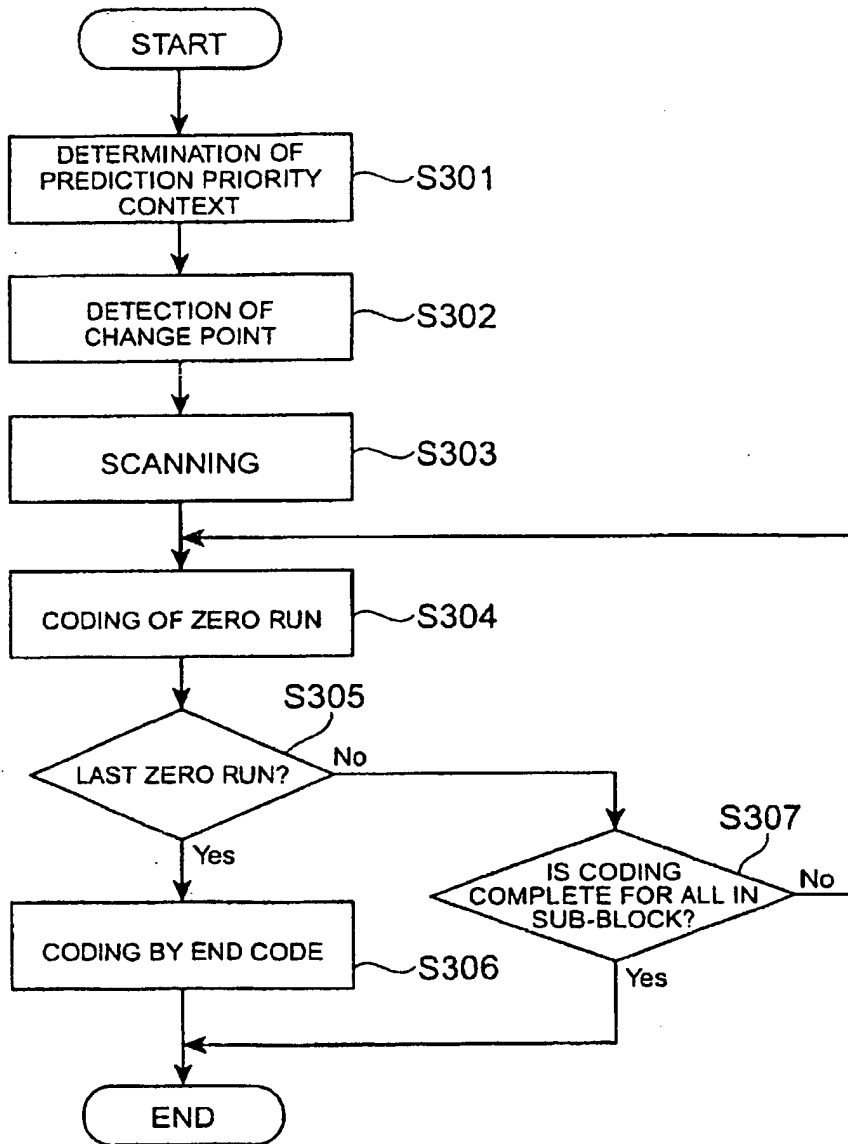 START
DETERMINATION OF
PREDICTION PRIORITY
CONTEXT
S301
DETECTION OF
CHANGE POINT
S302
SCANNING
S303
CODING OF ZERO RUN
S304
S305
LAST ZERO RUN?
No
Yes
S307
IS CODING
COMPLETE FOR ALL IN
SUB-BLOCK?
No
Yes
CODING BY END CODE
S306
END